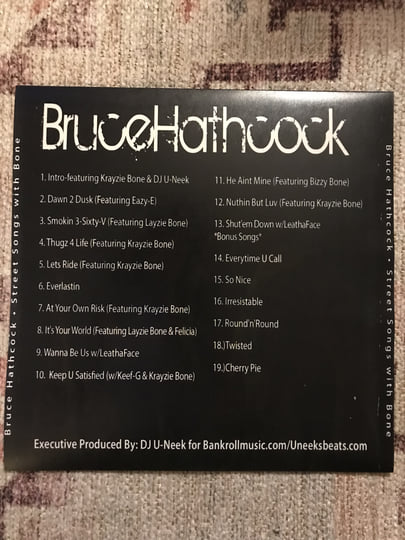 BruceHathcock
1. Intro-featuring Krayzie Bone & DJ U-Neek
2. Dawn 2 Dusk (Featuring Eazy-E)
3. Smokin 3-Sixty-V (Featuring Layzie Bone)
4. Thugz 4 Life (Featuring Krayzie Bone)
5. Lets Ride (Featuring Krayzie Bone)
6. Everlastin
7. At Your Own Risk (Featuring Krayzie Bone)
8. It's Your World (Featuring Layzie Bone & Felicia)
9. Wanna Be Us w/LeathaFace
10. Keep U Satisfied (w/Keef-G & Krayzie Bone)
11. He Aint Mine (Featuring Bizzy Bone)
12. Nuthin But Luv (Featuring Krayzie Bone)
13. Shut'em Down w/LeathaFace
*Bonus Songs*
14. Everytime U Call
15. So Nice
16. Irresistable
17. Round'n'Round
18.)Twisted
19.)Cherry Pie
Executive Produced By: DJ U-Neek for Bankrollmusic.com/Uneeksbeats.com
Bruce Hathcock • Street Songs with Bone
Bruce Hathcock • Street Songs with Bone